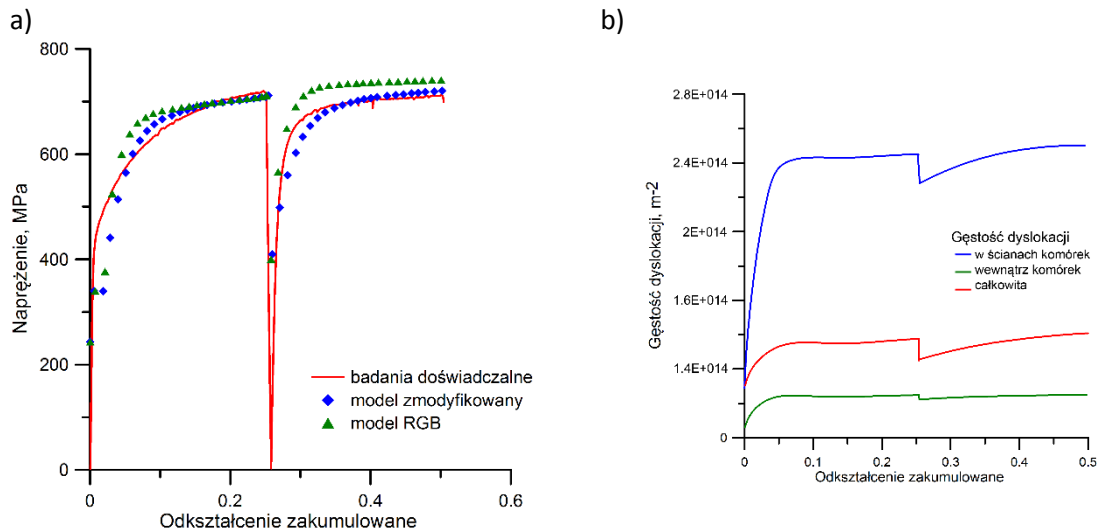 a)
800
600
400
200
0
Naprężenie, MPa
badania doświadczalne
model zmodyfikowany
model RGB
0
0.2
0.4
0.6
Odkształcenie zakumulowane
b)
2.8E+014
2.4E+014
2E+014
1.6E+014
1.4E+014
0
Gęstość dyslokacji, m-2
Gęstość dyslokacji
w ścianach komórek
wewnątrz komórek
całkowita
0
0.1
0.2
0.3
0.4
0.5
Odkształcenie zakumulowane